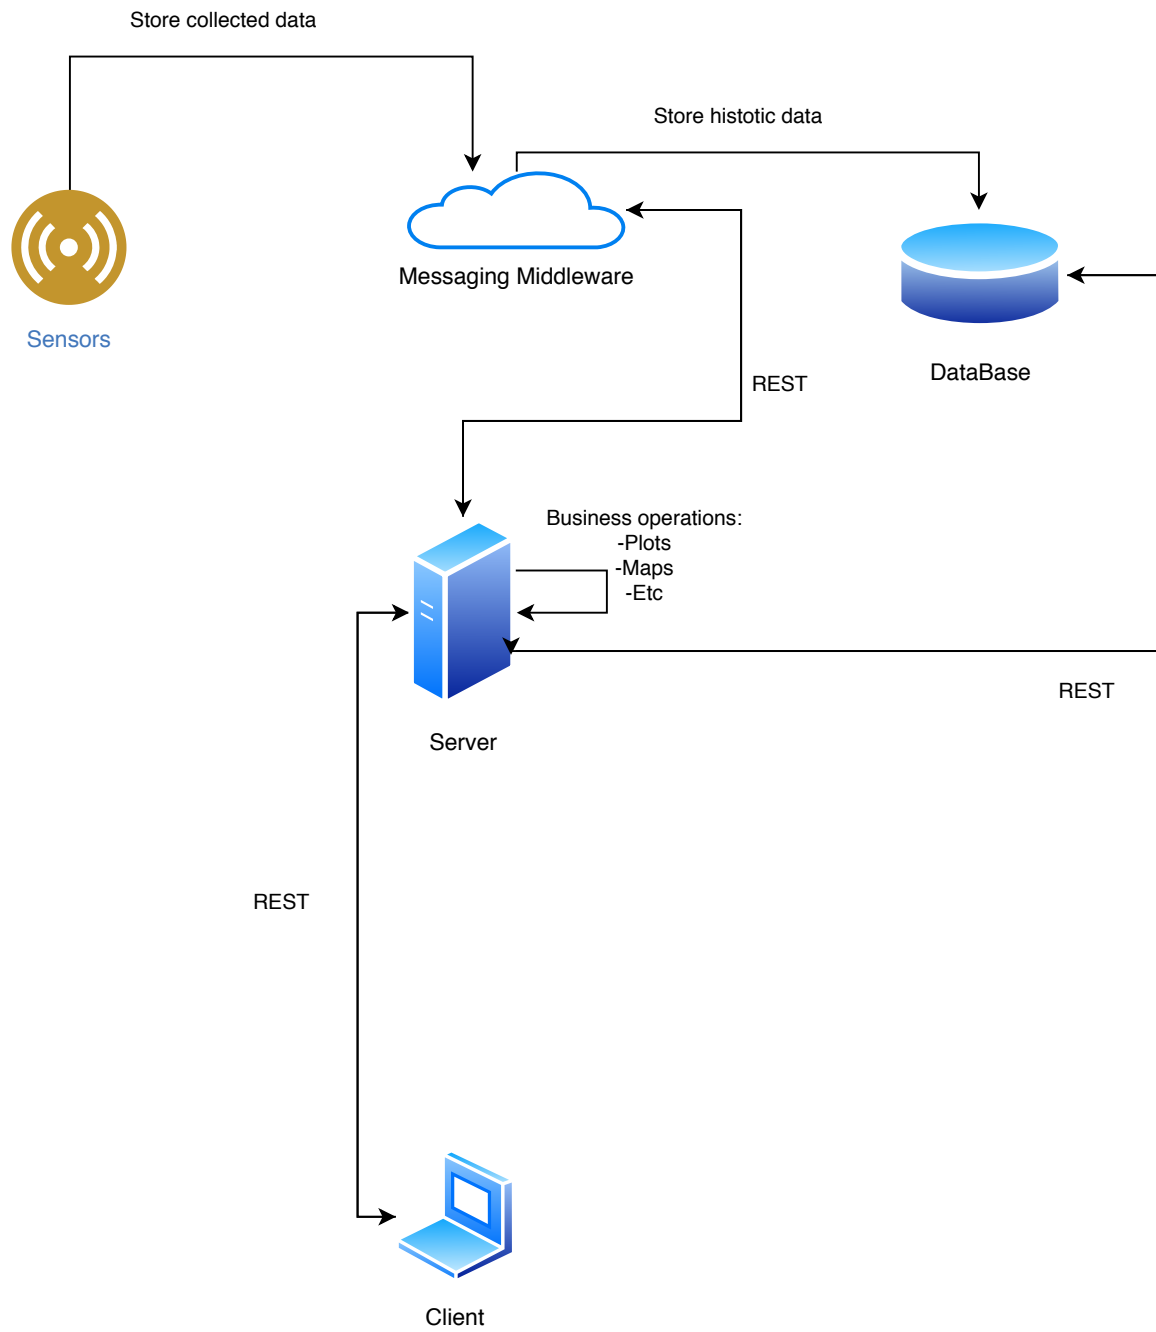 Store collected data
Store histotic data
Messaging Middleware
Sensors
DataBase
REST
Business operations:
-Plots
-Maps
-Etc
REST
Server
REST
Client